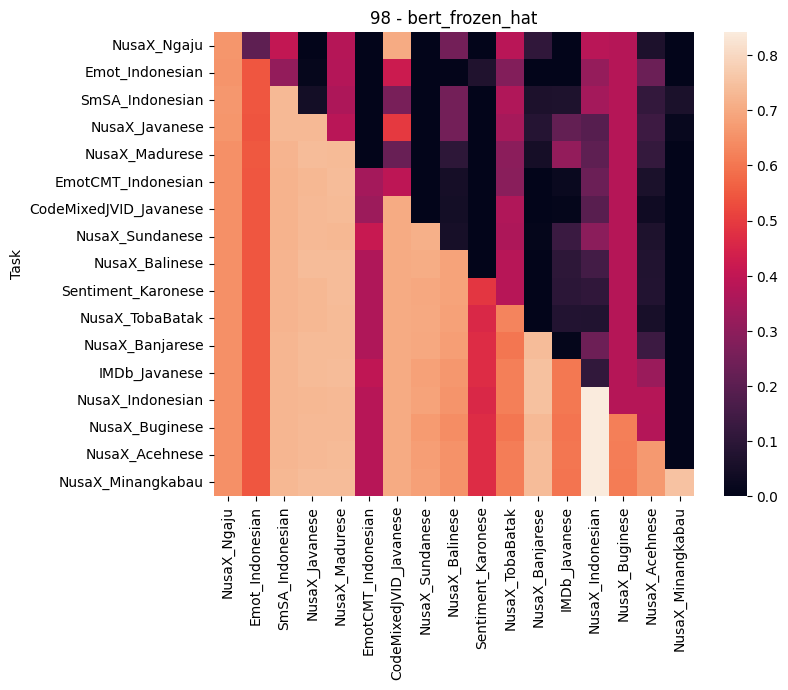 98 - bert_frozen_hat
Task
NusaX_Ngaju
Emot_Indonesian
SmSA_Indonesian
NusaX_Javanese
NusaX_Madurese
EmotCMT_Indonesian
CodeMixedJVID_Javanese
NusaX_Sundanese
NusaX_Balinese
Sentiment_Karonese
NusaX_TobaBatak
NusaX_Banjarese
IMDb_Javanese
NusaX_Indonesian
NusaX_Buginese
NusaX_Acehnese
NusaX_Minangkabau
NusaX_Ngaju
Emot_Indonesian
SmSA_Indonesian
NusaX_Javanese
NusaX_Madurese
EmotCMT_Indonesian
CodeMixedJVID_Javanese
NusaX_Sundanese
NusaX_Balinese
Sentiment_Karonese
NusaX_TobaBatak
NusaX_Banjarese
IMDb_Javanese
NusaX_Indonesian
NusaX_Buginese
NusaX_Acehnese
NusaX_Minangkabau
0.8
0.7
0.6
0.5
0.4
0.3
0.2
0.1
0.0